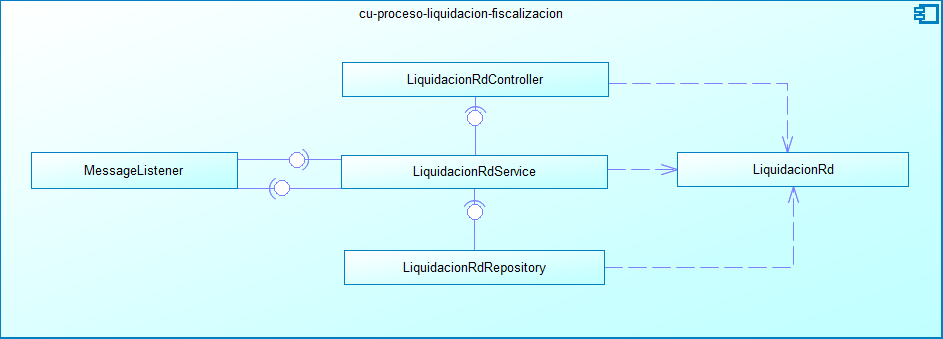 cu-proceso-liquidacion-fiscalizacion
LiquidacionRdController
MessageListener
LiquidacionRdService
LiquidacionRd
LiquidacionRdRepository